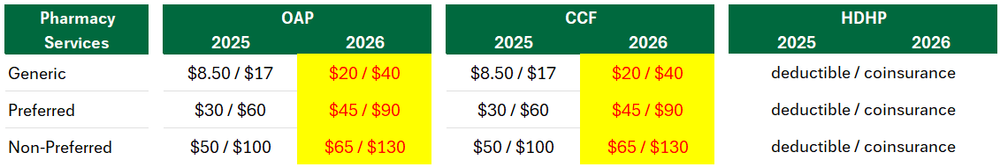 Pharmacy Services OAP CCF HDHP
2025 2026 2025 2026 2025 2026
Generic $8.50 / $17 $20 / $40 $8.50 / $17 $20 / $40 deductible / coinsurance
Preferred $30 / $60 $45 / $90 $30 / $60 $45 / $90 deductible / coinsurance
Non-Preferred $50 / $100 $65 / $130 $50 / $100 $65 / $130 deductible / coinsurance